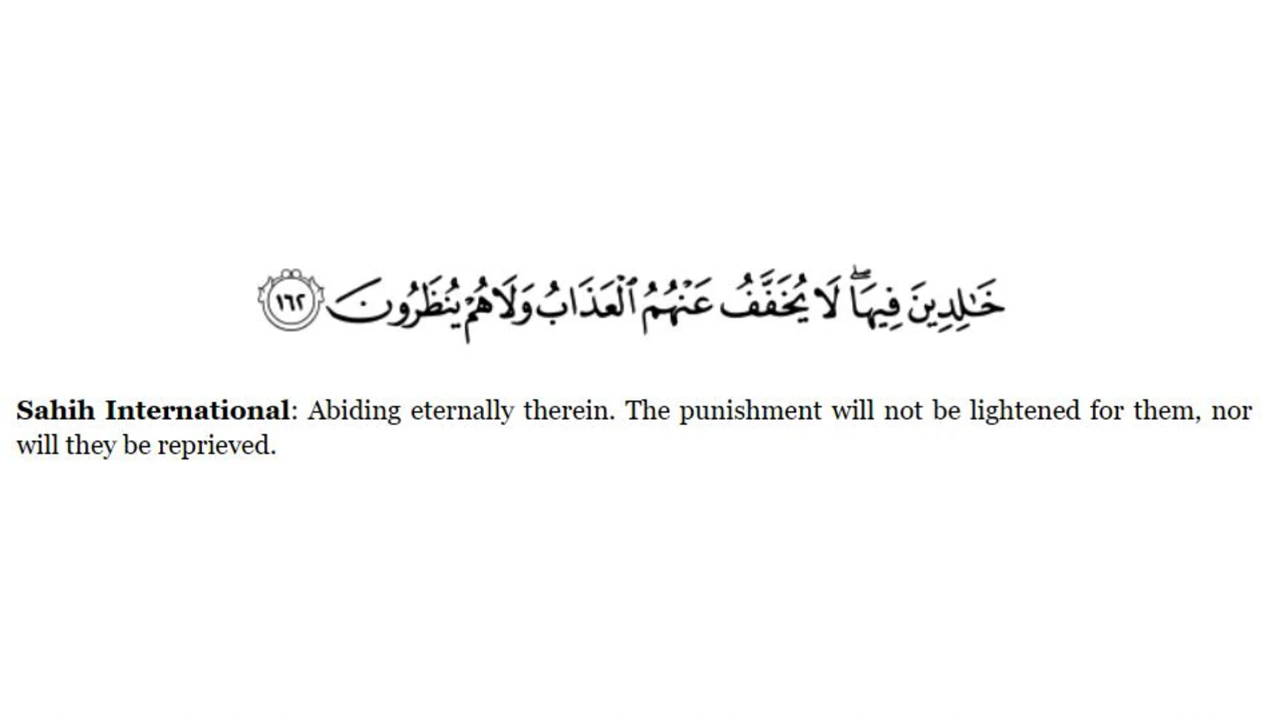 خَـٰلِدِينَ فِيهَا ۖ لَا يُخَفَّفُ عَنْهُمُ ٱلْعَذَابُ وَلَا هُمْ يُنظَرُونَ ١٦٢
Sahih International: Abiding eternally therein. The punishment will not be lightened for them, nor
will they be reprieved.